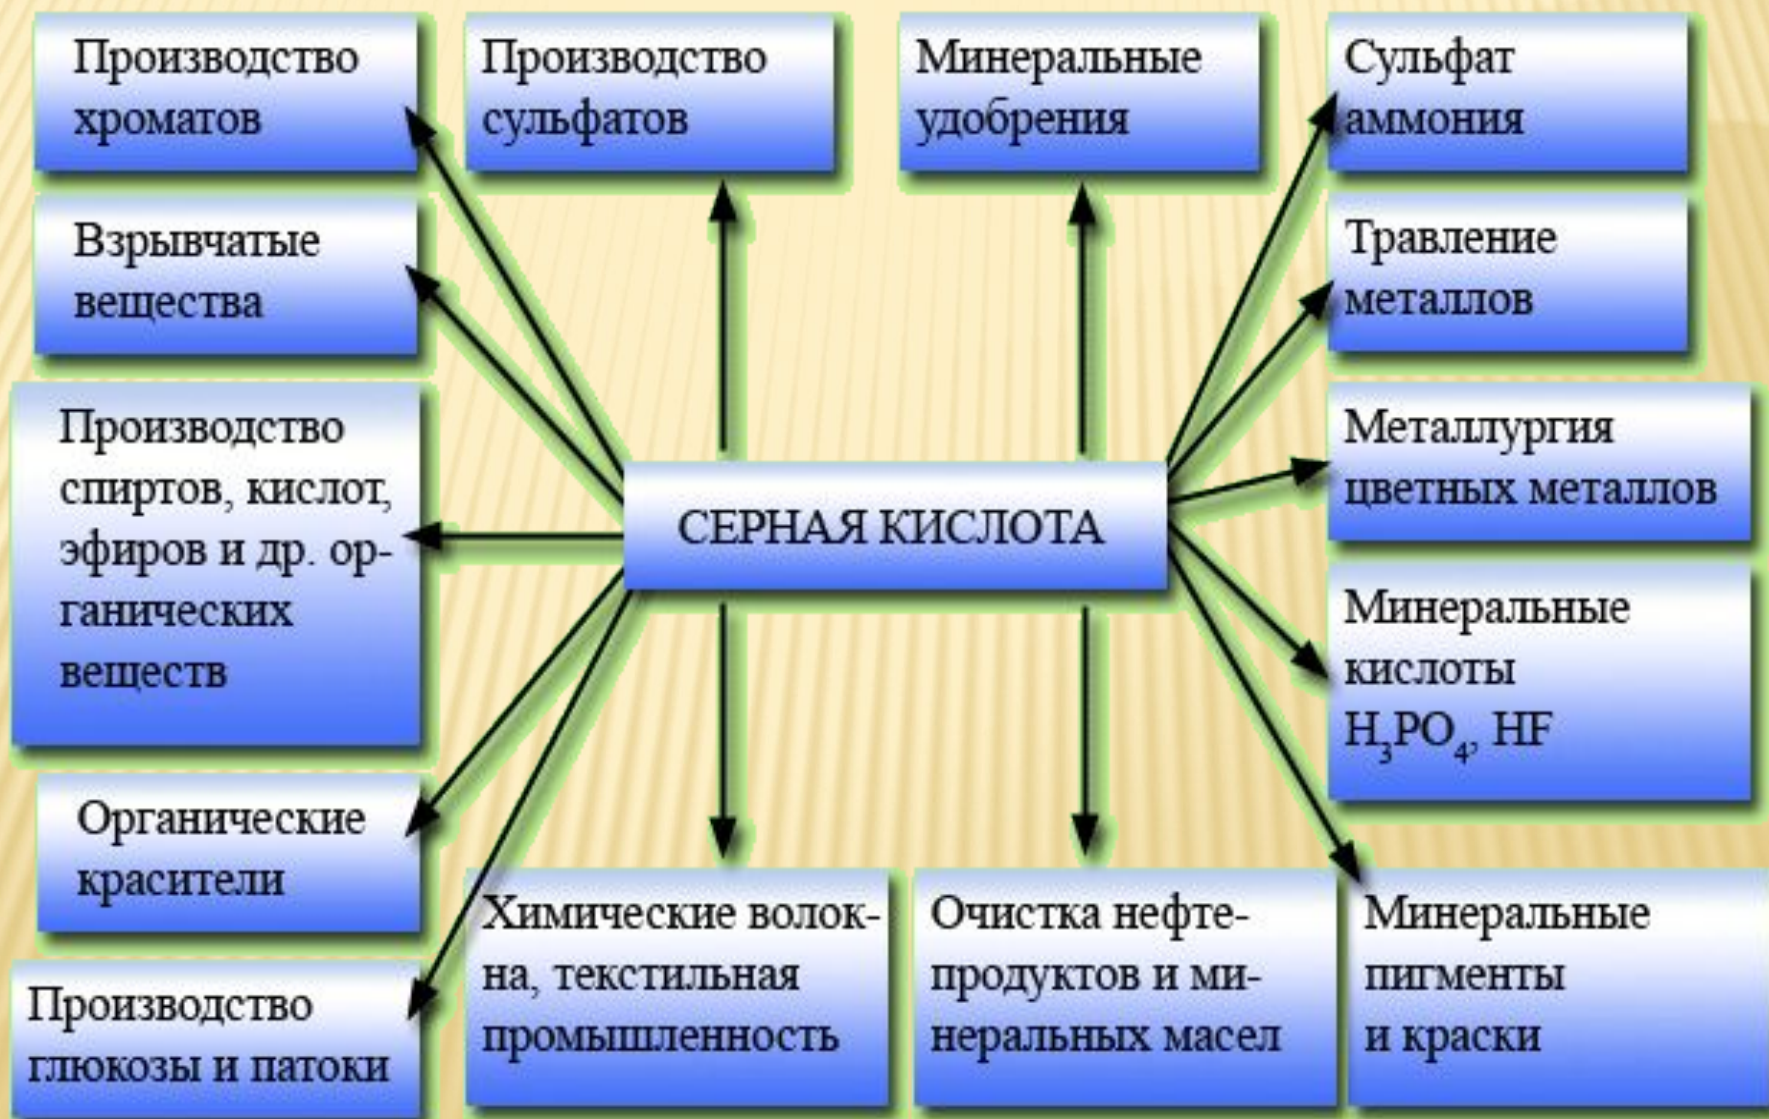 Производство
хроматов
Производство
сульфатов
Минеральные
удобрения
Сульфат
аммония
Взрывчатые
вещества
Травление
металлов
Производство
спиртов, кислот,
эфиров и др. ор-
ганических
веществ
СЕРНАЯ КИСЛОТА
Металлургия
цветных металлов
Минеральные
кислоты
H₃PO₄, HF
Органические
красители
Производство
глюкозы и патоки
Химические волок-
на, текстильная
промышленность
Очистка нефте-
продуктов и ми-
неральных масел
Минеральные
пигменты
и краски